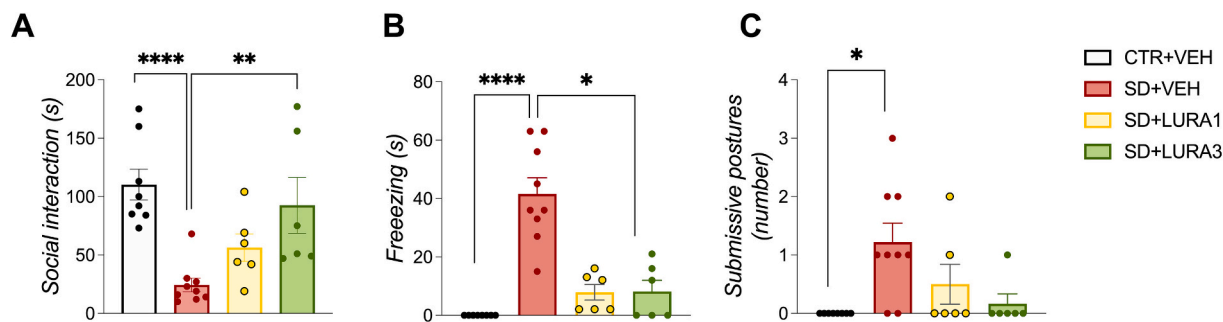 A
B
C
**** **
**** *
*
Social interaction (s)
200
150
100
50
0
Freeezing (s)
80
60
40
20
0
Submissive postures
(number)
4
3
2
1
0
CTR+VEH
SD+VEH
SD+LURA1
SD+LURA3